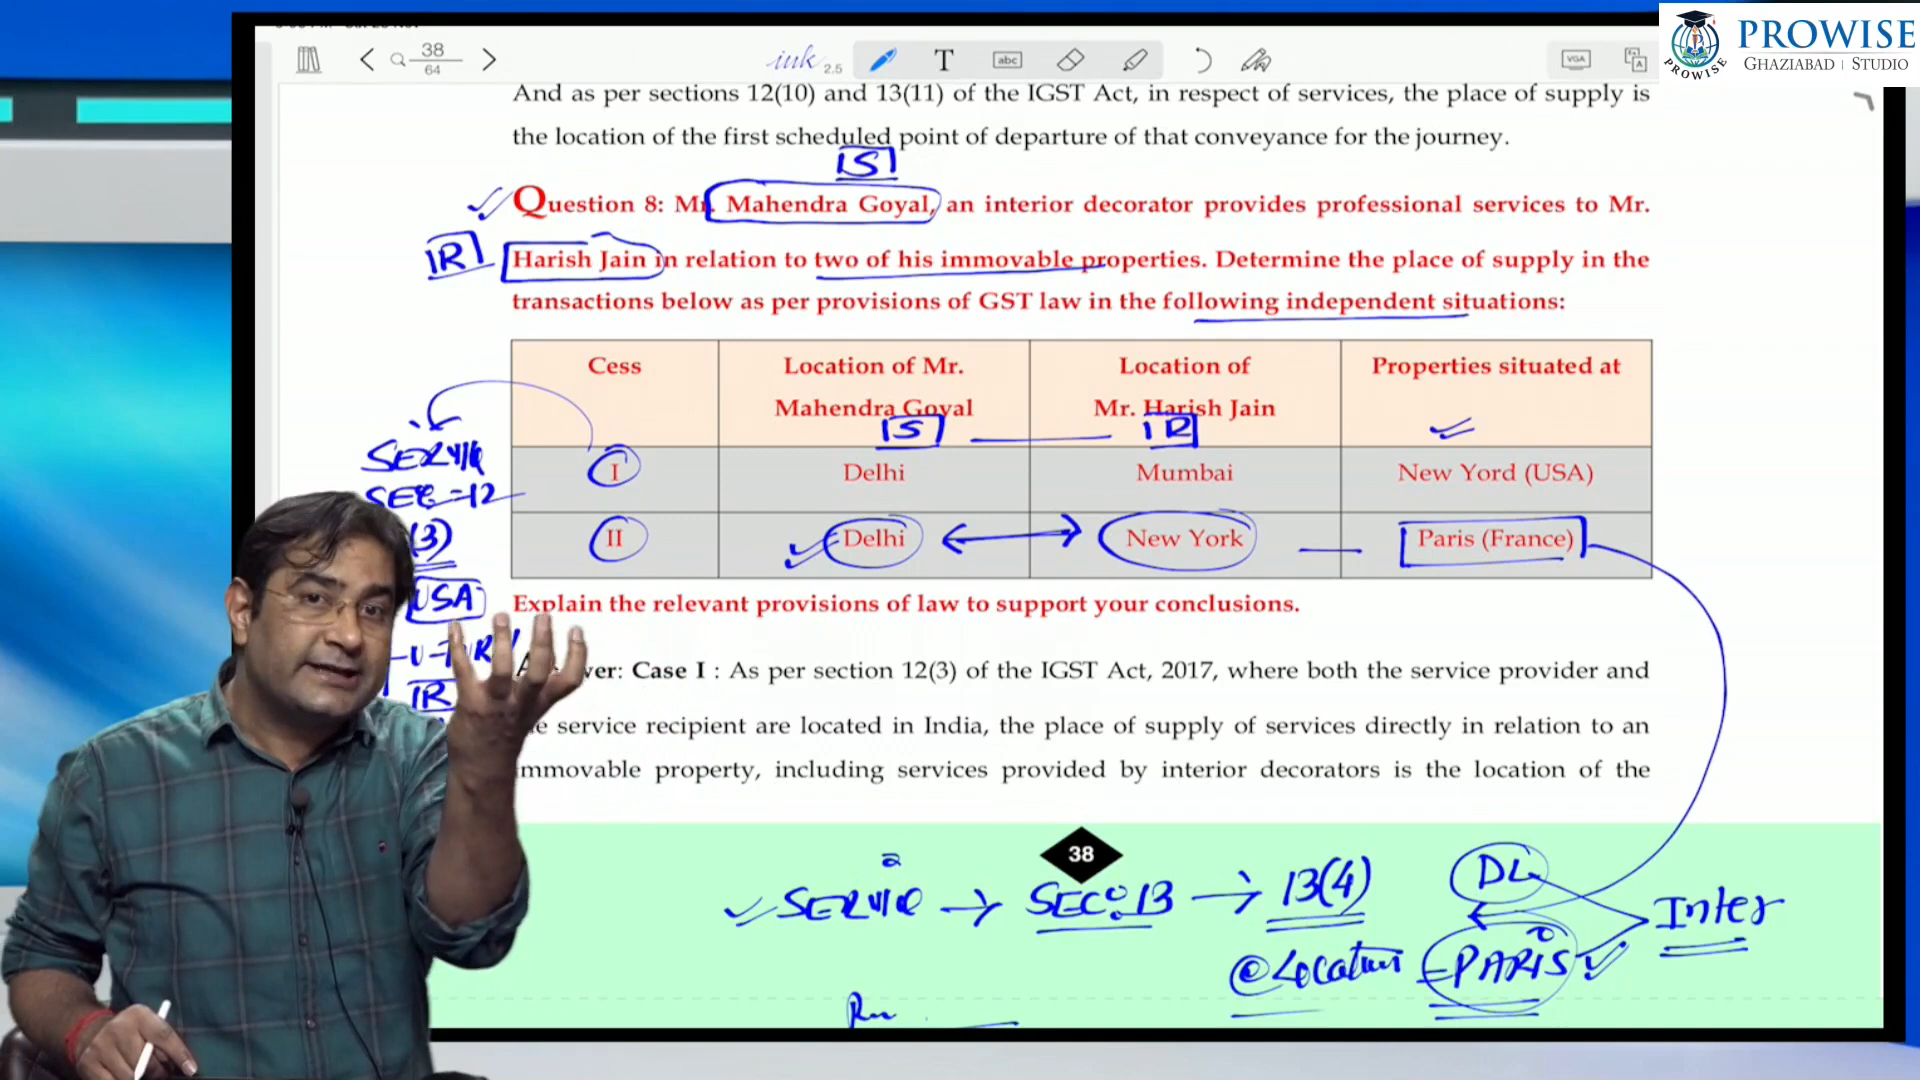 PROWISE
GHAZIABAD | STUDIO
PROWISE
38
64
ink 2.5
T
abc
VGA
A
And as per sections 12(10) and 13(11) of the IGST Act, in respect of services, the place of supply is
the location of the first scheduled point of departure of that conveyance for the journey.
S
Question 8: Mr. Mahendra Goyal, an interior decorator provides professional services to Mr.
R
Harish Jain in relation to two of his immovable properties. Determine the place of supply in the
transactions below as per provisions of GST law in the following independent situations:
Cess
Location of Mr.
Mahendra Goyal
S
Location of
Mr. Harish Jain
R
Properties situated at
I
Delhi
Mumbai
New Yord (USA)
II
Delhi
New York
Paris (France)
SEC-12
(3)
USA
R
Explain the relevant provisions of law to support your conclusions.
ver: Case I : As per section 12(3) of the IGST Act, 2017, where both the service provider and
service recipient are located in India, the place of supply of services directly in relation to an
mmovable property, including services provided by interior decorators is the location of the
38
SERVICE → SEC: 13 → 13(4)
@Location - PARIS
DL
Inter